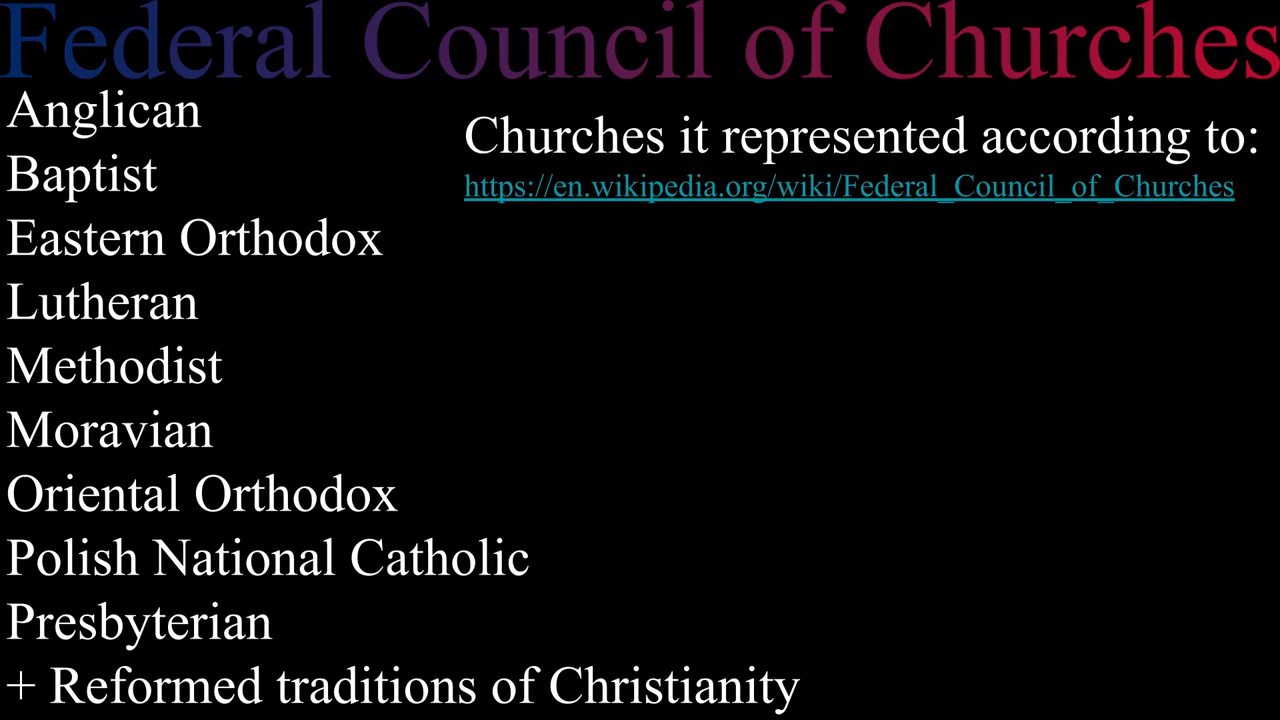 Federal Council of Churches
Anglican
Baptist
Eastern Orthodox
Lutheran
Methodist
Moravian
Oriental Orthodox
Polish National Catholic
Presbyterian
+ Reformed traditions of Christianity
Churches it represented according to:
https://en.wikipedia.org/wiki/Federal_Council_of_Churches